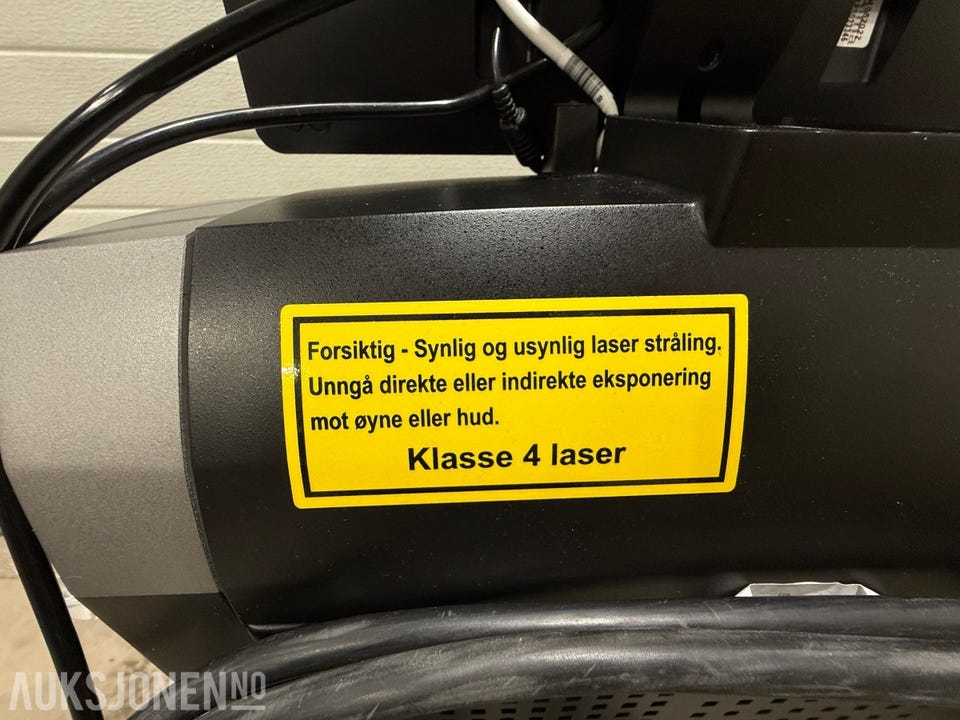 Forsiktig - Synlig og usynlig laser stråling.
Unngå direkte eller indirekte eksponering
mot øyne eller hud.
Klasse 4 laser
AUKSJONEN.NO